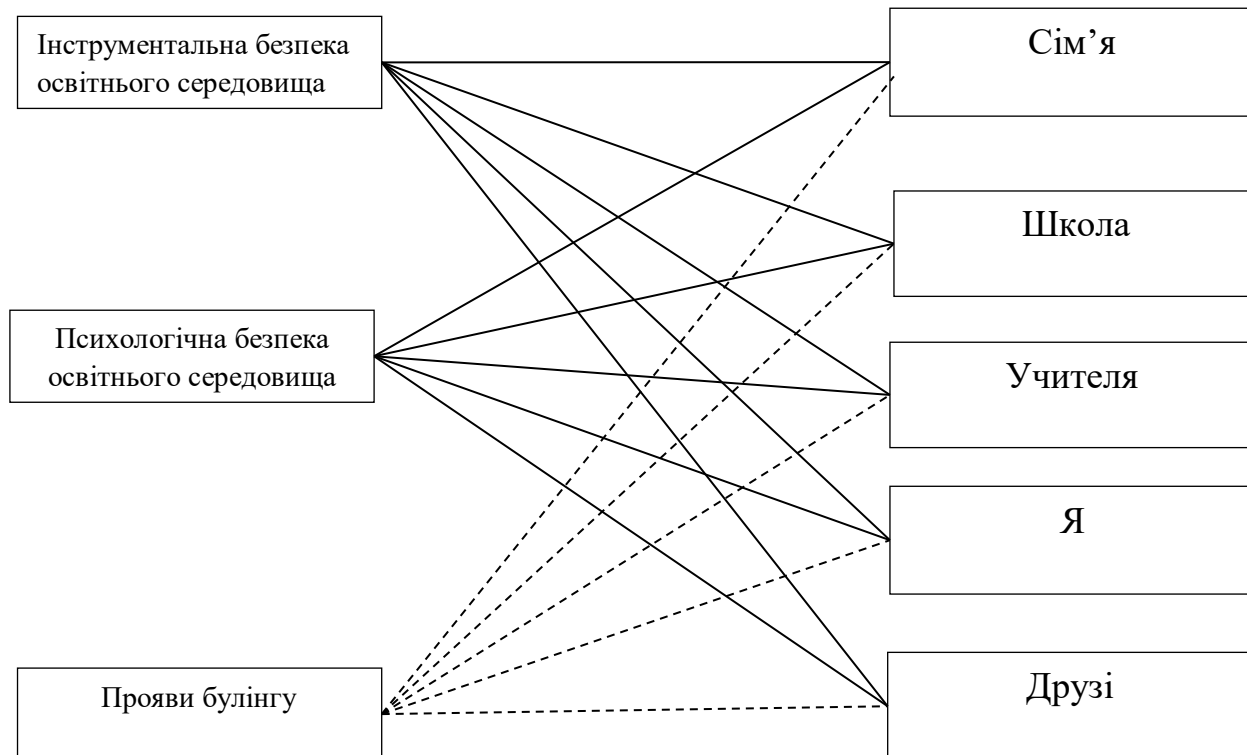 Інструментальна безпека
освітнього середовища
Сім’я
Школа
Психологічна безпека
освітнього середовища
Учителя
Я
Прояви булінгу
Друзі